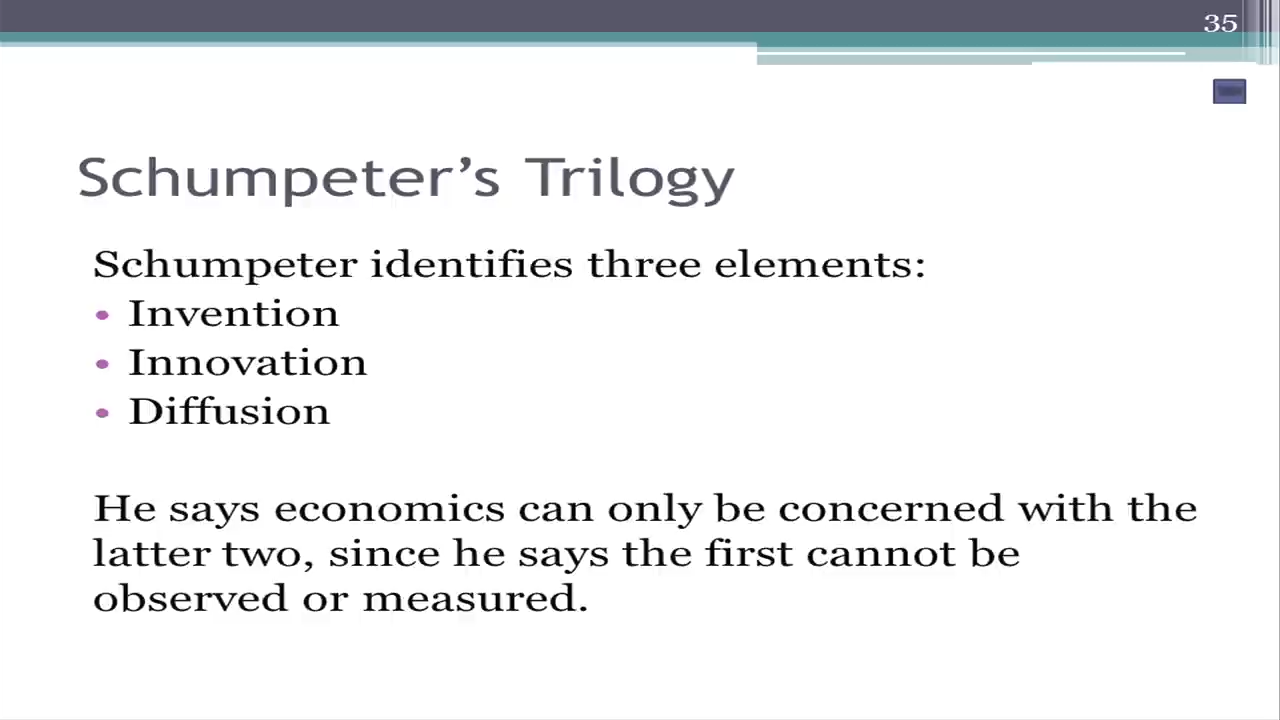 35
Schumpeter’s Trilogy
Schumpeter identifies three elements:
• Invention
• Innovation
• Diffusion
He says economics can only be concerned with the
latter two, since he says the first cannot be
observed or measured.